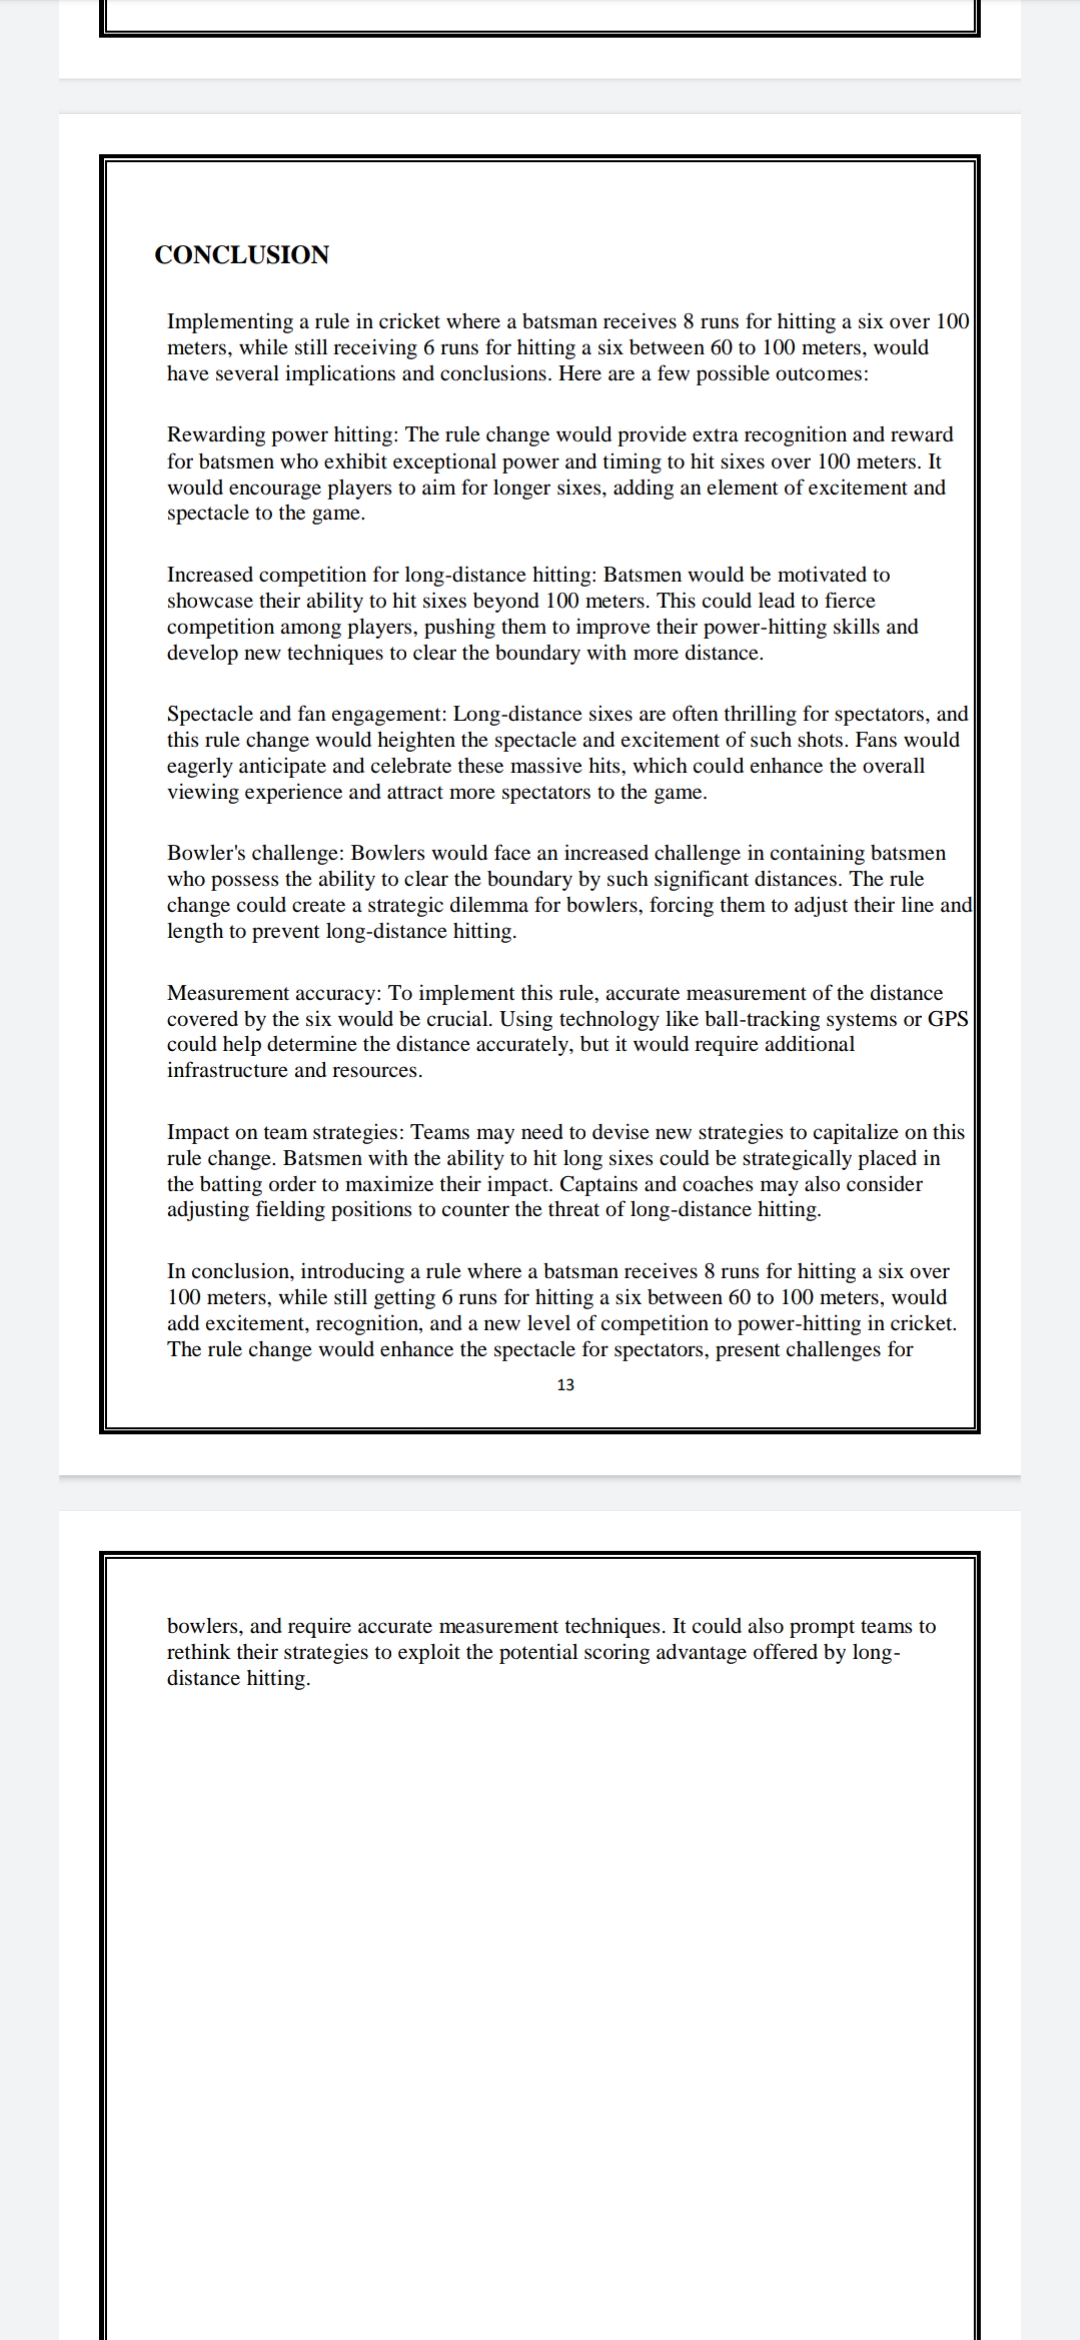 CONCLUSION
Implementing a rule in cricket where a batsman receives 8 runs for hitting a six over 100
meters, while still receiving 6 runs for hitting a six between 60 to 100 meters, would
have several implications and conclusions. Here are a few possible outcomes:
Rewarding power hitting: The rule change would provide extra recognition and reward
for batsmen who exhibit exceptional power and timing to hit sixes over 100 meters. It
would encourage players to aim for longer sixes, adding an element of excitement and
spectacle to the game.
Increased competition for long-distance hitting: Batsmen would be motivated to
showcase their ability to hit sixes beyond 100 meters. This could lead to fierce
competition among players, pushing them to improve their power-hitting skills and
develop new techniques to clear the boundary with more distance.
Spectacle and fan engagement: Long-distance sixes are often thrilling for spectators, and
this rule change would heighten the spectacle and excitement of such shots. Fans would
eagerly anticipate and celebrate these massive hits, which could enhance the overall
viewing experience and attract more spectators to the game.
Bowler's challenge: Bowlers would face an increased challenge in containing batsmen
who possess the ability to clear the boundary by such significant distances. The rule
change could create a strategic dilemma for bowlers, forcing them to adjust their line and
length to prevent long-distance hitting.
Measurement accuracy: To implement this rule, accurate measurement of the distance
covered by the six would be crucial. Using technology like ball-tracking systems or GPS
could help determine the distance accurately, but it would require additional
infrastructure and resources.
Impact on team strategies: Teams may need to devise new strategies to capitalize on this
rule change. Batsmen with the ability to hit long sixes could be strategically placed in
the batting order to maximize their impact. Captains and coaches may also consider
adjusting fielding positions to counter the threat of long-distance hitting.
In conclusion, introducing a rule where a batsman receives 8 runs for hitting a six over
100 meters, while still getting 6 runs for hitting a six between 60 to 100 meters, would
add excitement, recognition, and a new level of competition to power-hitting in cricket.
The rule change would enhance the spectacle for spectators, present challenges for
13
bowlers, and require accurate measurement techniques. It could also prompt teams to
rethink their strategies to exploit the potential scoring advantage offered by long-
distance hitting.